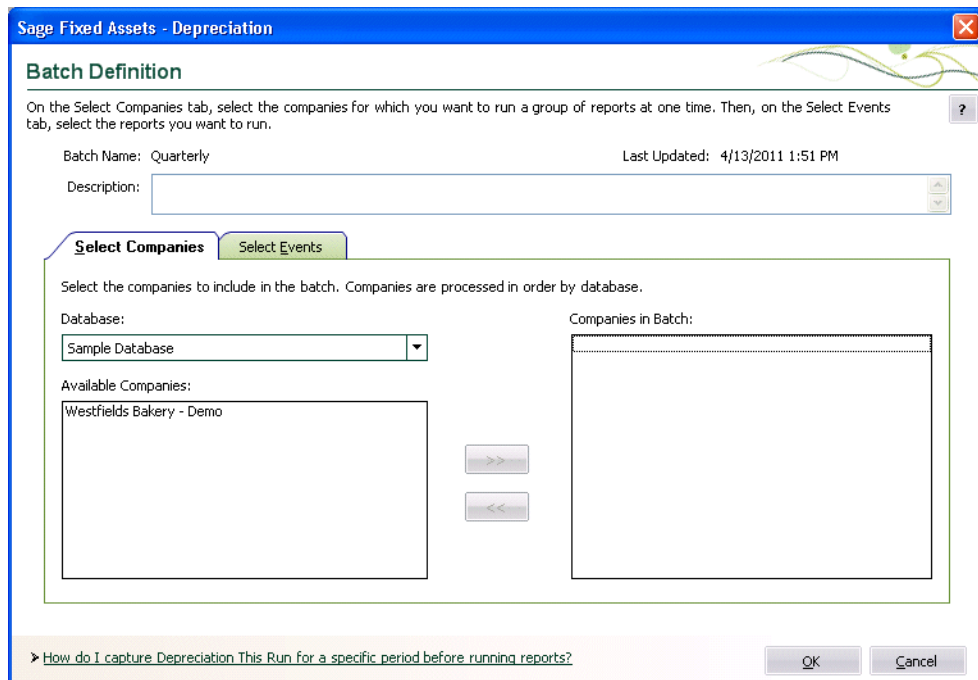 Sage Fixed Assets - Depreciation
Batch Definition
On the Select Companies tab, select the companies for which you want to run a group of reports at one time. Then, on the Select Events
tab, select the reports you want to run.
?
Batch Name: Quarterly Last Updated: 4/13/2011 1:51 PM
Description:
Select Companies Select Events
Select the companies to include in the batch. Companies are processed in order by database.
Database: Companies in Batch:
Sample Database
Available Companies:
Westfields Bakery - Demo
>>
<<
How do I capture Depreciation This Run for a specific period before running reports?
OK Cancel